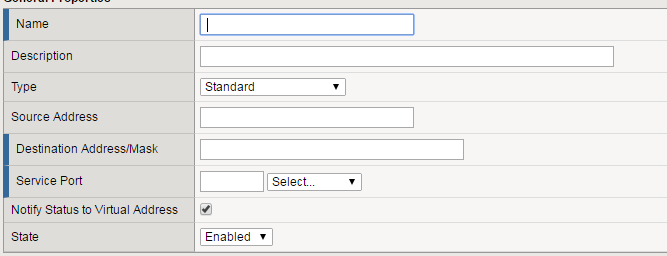 General Properties
Name
Description
Type Standard
Source Address
Destination Address/Mask
Service Port Select...
Notify Status to Virtual Address
State Enabled